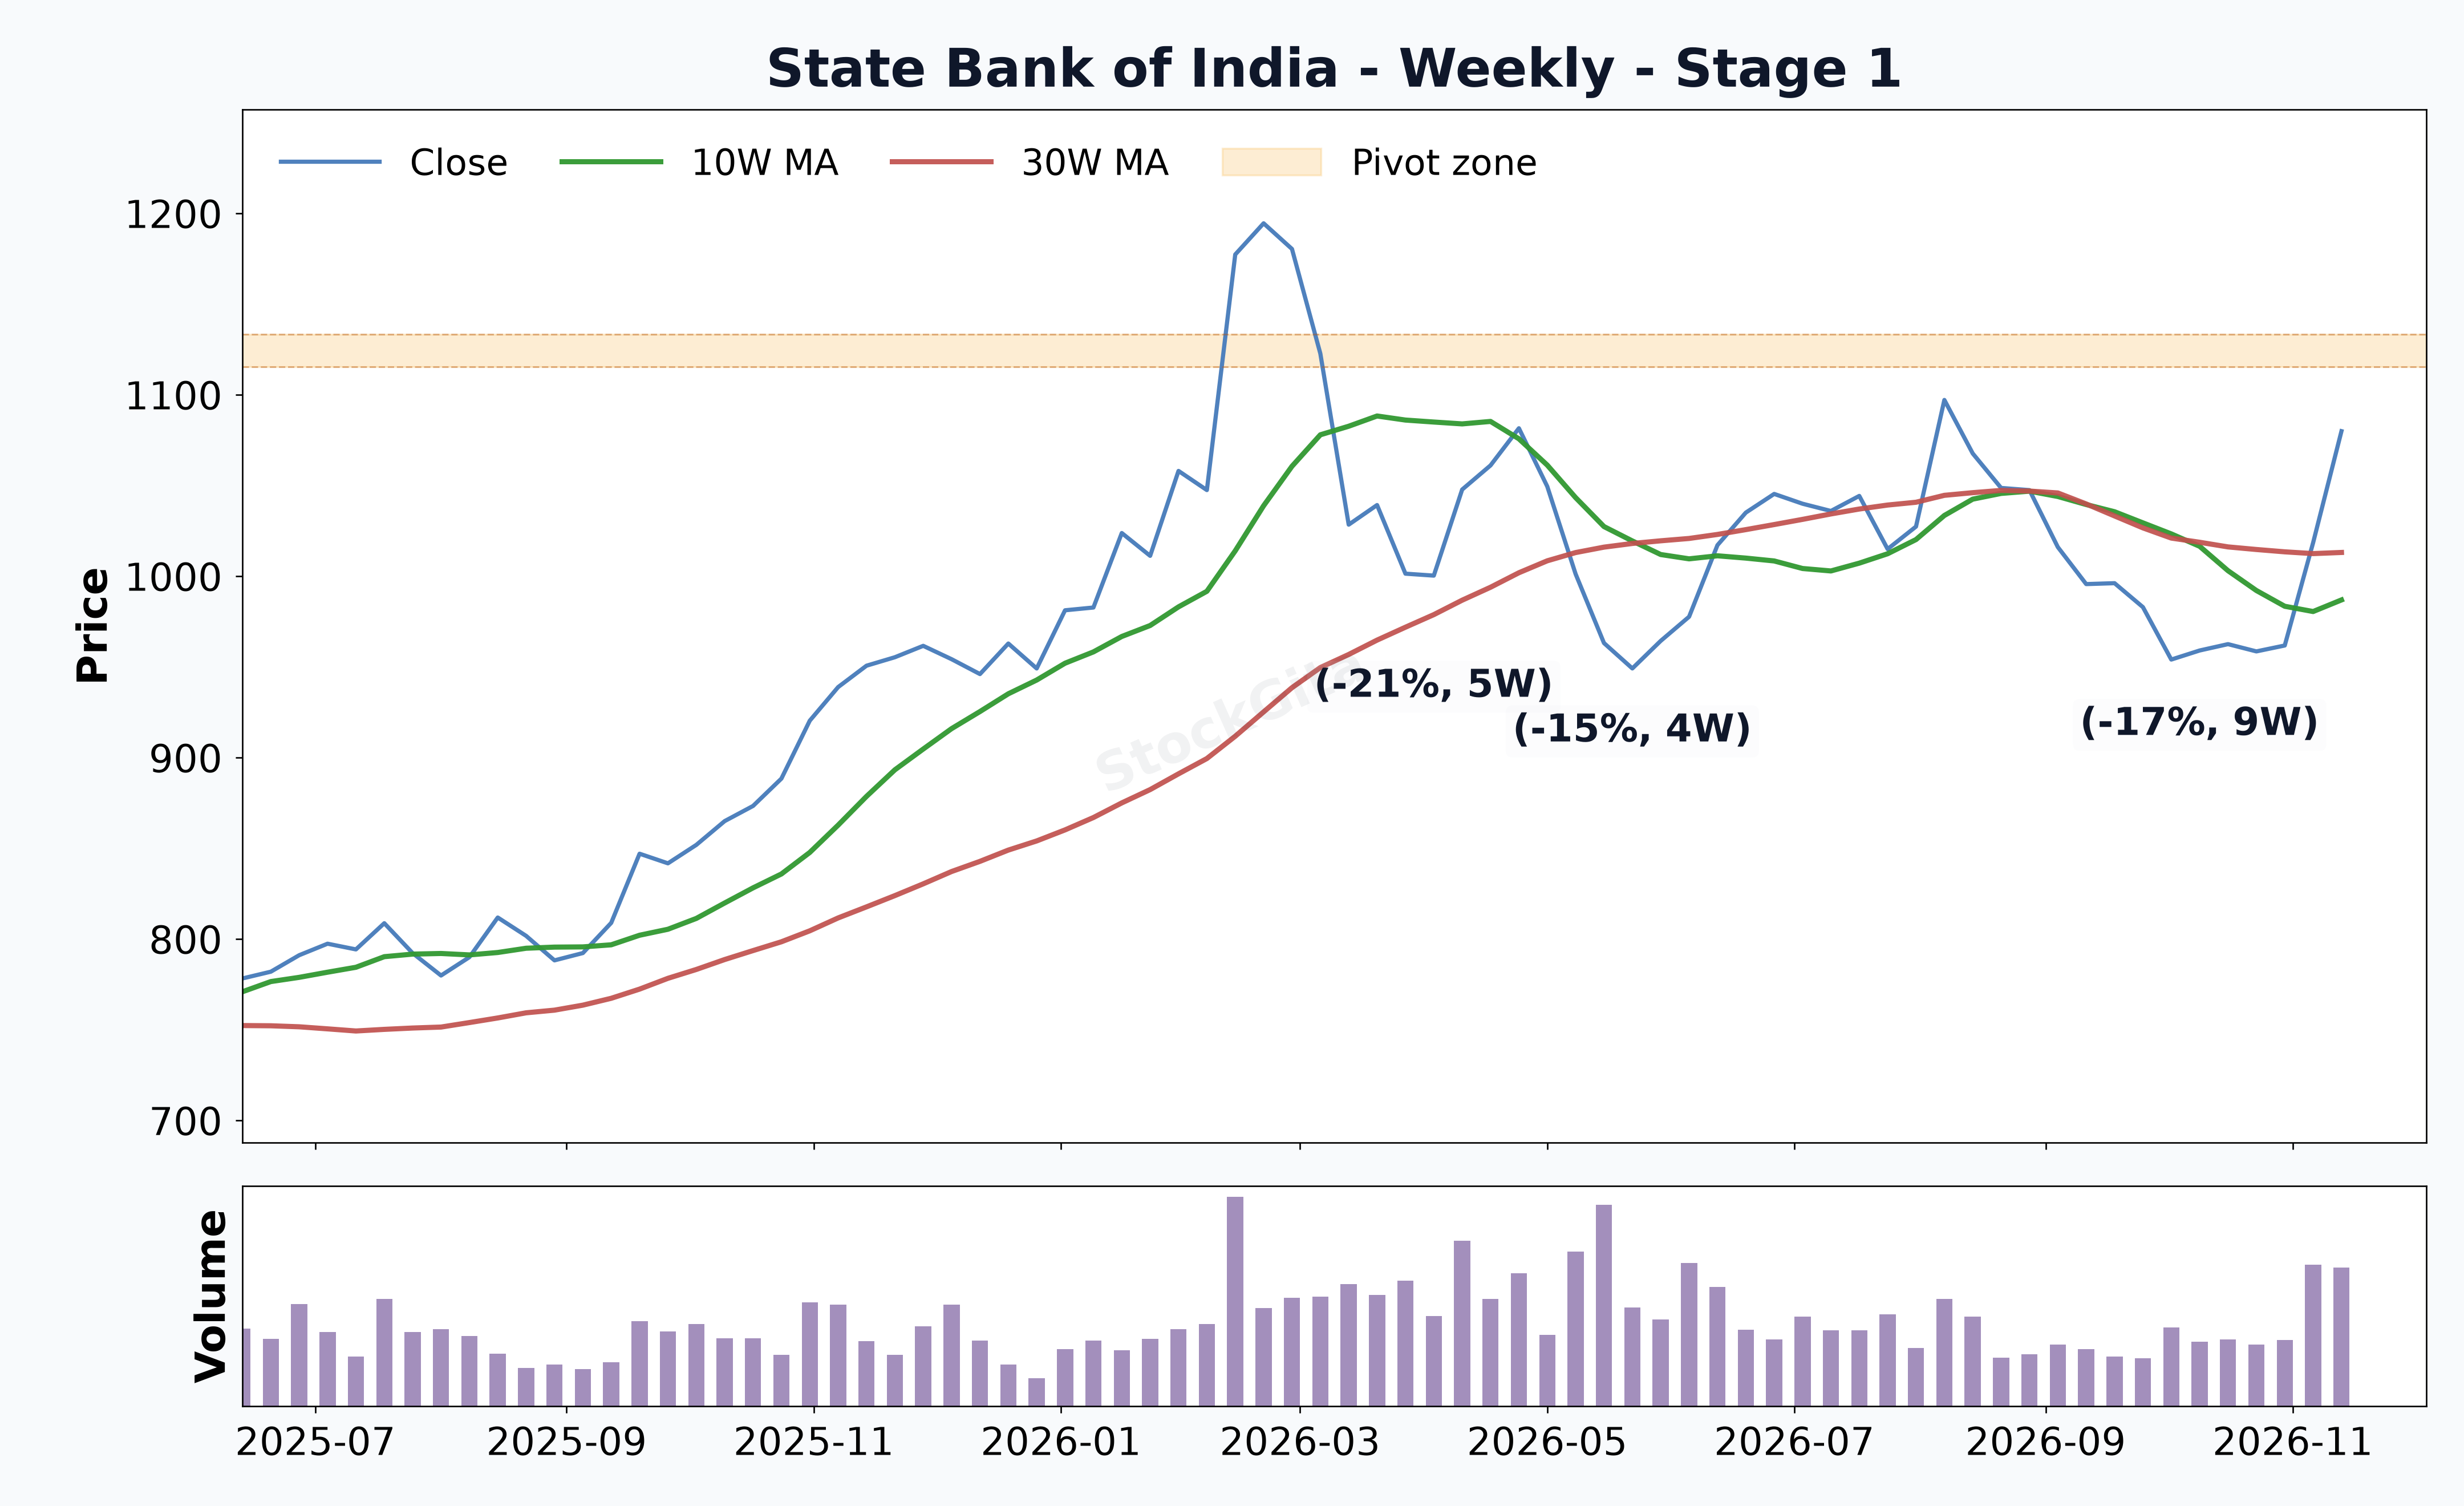 State Bank of India - Weekly - Stage 1
Close 10W MA 30W MA Pivot zone
1200
1100
1000
900
800
700
Price
(-21%, 5W)
(-15%, 4W)
(-17%, 9W)
Volume
2025-07 2025-09 2025-11 2026-01 2026-03 2026-05 2026-07 2026-09 2026-11